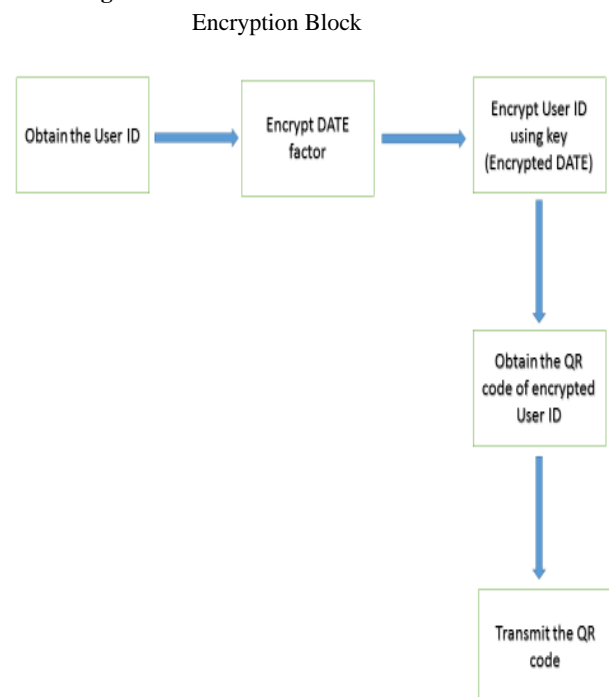 Encryption Block
Obtain the User ID
Encrypt DATE
factor
Encrypt User ID
using key
(Encrypted DATE)
Obtain the QR
code of encrypted
User ID
Transmit the QR
code